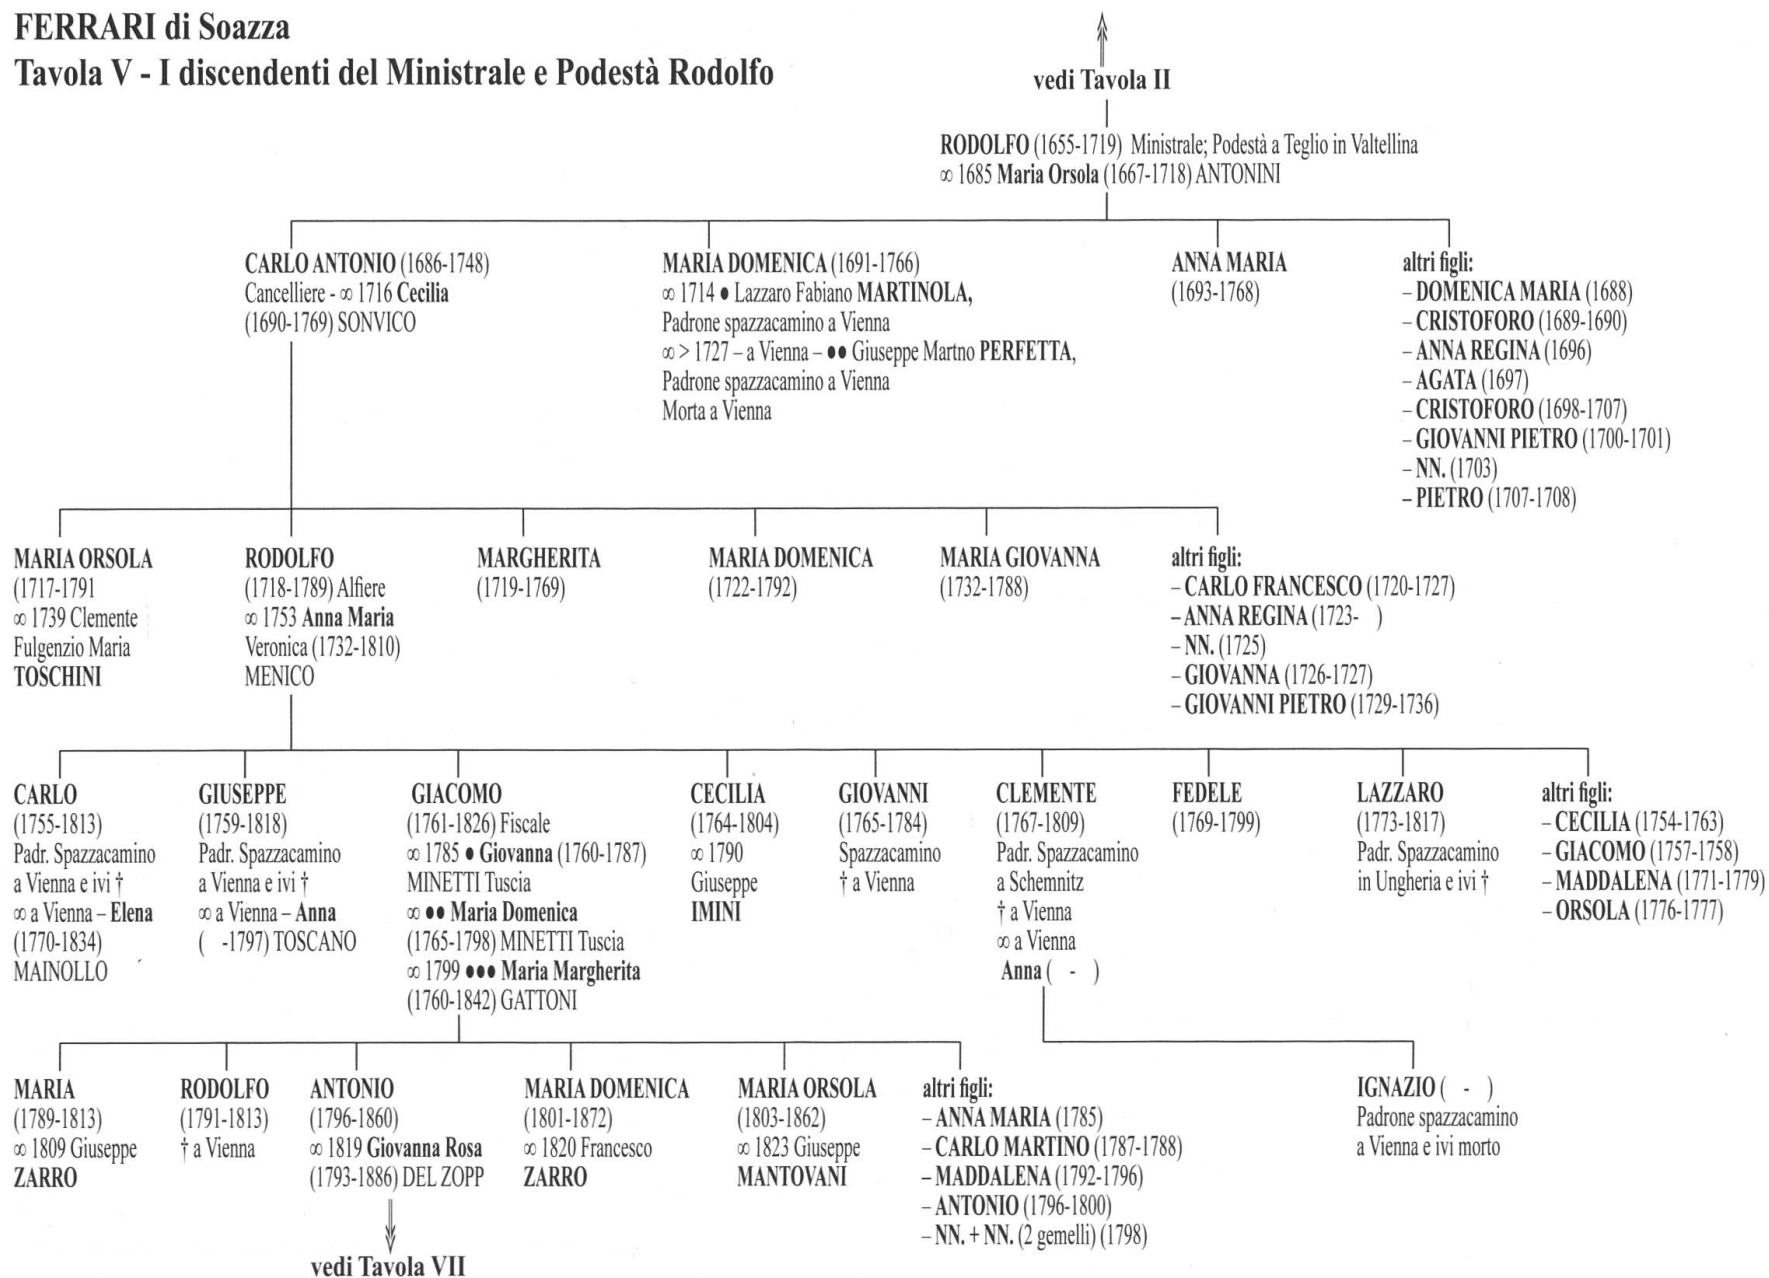 FERRARI di Soazza
Tavola V - I discendenti del Ministrale e Podestà Rodolfo
vedi Tavola II
RODOLFO (1655-1719) Ministrale; Podestà a Teglio in Valtellina
∞ 1685 Maria Orsola (1667-1718) ANTONINI
CARLO ANTONIO (1686-1748)
Cancelliere - ∞ 1716 Cecilia
(1690-1769) SONVICO
MARIA DOMENICA (1691-1766)
∞ 1714 ● Lazzaro Fabiano MARTINOLA,
Padrone spazzacamino a Vienna
∞ > 1727 – a Vienna – ●● Giuseppe Martno PERFETTA,
Padrone spazzacamino a Vienna
Morta a Vienna
ANNA MARIA
(1693-1768)
altri figli:
– DOMENICA MARIA (1688)
– CRISTOFORO (1689-1690)
– ANNA REGINA (1696)
– AGATA (1697)
– CRISTOFORO (1698-1707)
– GIOVANNI PIETRO (1700-1701)
– NN. (1703)
– PIETRO (1707-1708)
MARIA ORSOLA
(1717-1791
∞ 1739 Clemente
Fulgenzio Maria
TOSCHINI
RODOLFO
(1718-1789) Alfiere
∞ 1753 Anna Maria
Veronica (1732-1810)
MENICO
MARGHERITA
(1719-1769)
MARIA DOMENICA
(1722-1792)
MARIA GIOVANNA
(1732-1788)
altri figli:
– CARLO FRANCESCO (1720-1727)
– ANNA REGINA (1723- )
– NN. (1725)
– GIOVANNA (1726-1727)
– GIOVANNI PIETRO (1729-1736)
CARLO
(1755-1813)
Padr. Spazzacamino
a Vienna e ivi †
∞ a Vienna – Elena
(1770-1834)
MAINOLLO
GIUSEPPE
(1759-1818)
Padr. Spazzacamino
a Vienna e ivi †
∞ a Vienna – Anna
( -1797) TOSCANO
GIACOMO
(1761-1826) Fiscale
∞ 1785 ● Giovanna (1760-1787)
MINETTI Tuscia
∞ ●● Maria Domenica
(1765-1798) MINETTI Tuscia
∞ 1799 ●●● Maria Margherita
(1760-1842) GATTONI
CECILIA
(1764-1804)
∞ 1790
Giuseppe
IMINI
GIOVANNI
(1765-1784)
Spazzacamino
† a Vienna
CLEMENTE
(1767-1809)
Padr. Spazzacamino
a Schemnitz
† a Vienna
∞ a Vienna
Anna ( - )
FEDELE
(1769-1799)
LAZZARO
(1773-1817)
Padr. Spazzacamino
in Ungheria e ivi †
altri figli:
– CECILIA (1754-1763)
– GIACOMO (1757-1758)
– MADDALENA (1771-1779)
– ORSOLA (1776-1777)
MARIA
(1789-1813)
∞ 1809 Giuseppe
ZARRO
RODOLFO
(1791-1813)
† a Vienna
ANTONIO
(1796-1860)
∞ 1819 Giovanna Rosa
(1793-1886) DEL ZOPP
vedi Tavola VII
MARIA DOMENICA
(1801-1872)
∞ 1820 Francesco
ZARRO
MARIA ORSOLA
(1803-1862)
∞ 1823 Giuseppe
MANTOVANI
altri figli:
– ANNA MARIA (1785)
– CARLO MARTINO (1787-1788)
– MADDALENA (1792-1796)
– ANTONIO (1796-1800)
– NN. + NN. (2 gemelli) (1798)
IGNAZIO ( - )
Padrone spazzacamino
a Vienna e ivi morto